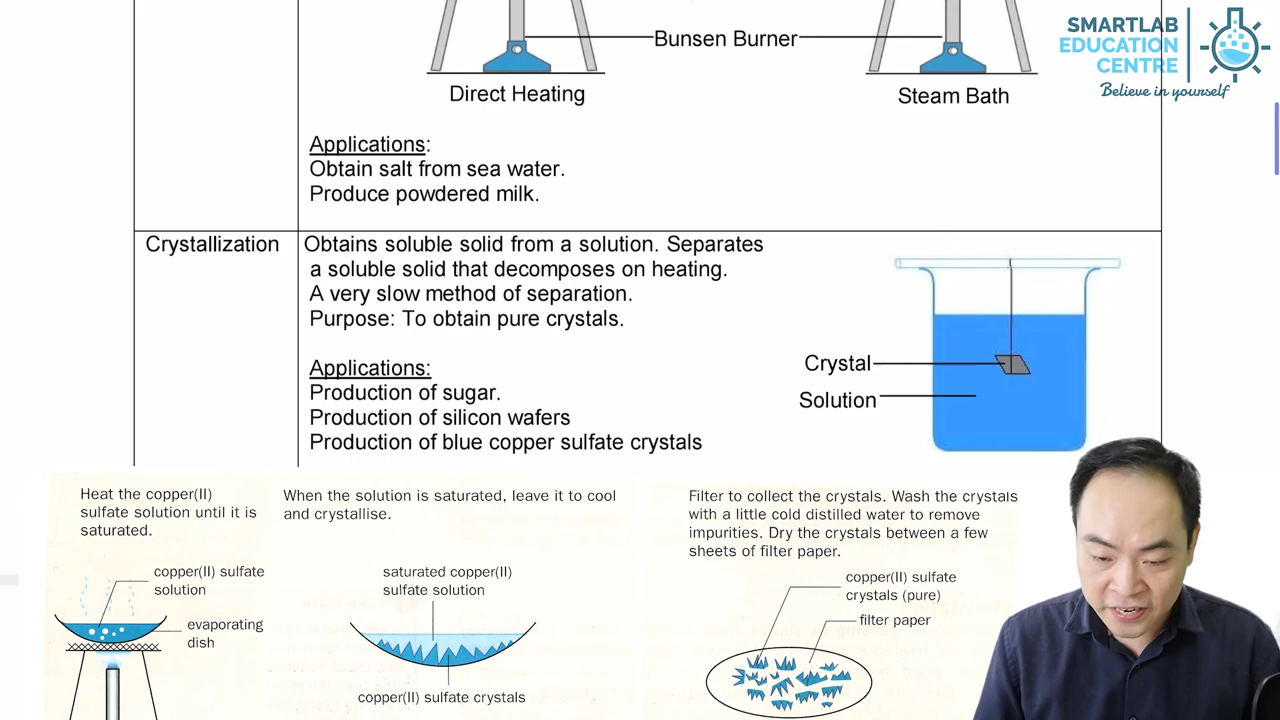 SMARTLAB
EDUCATION
CENTRE
Believe in yourself
Bunsen Burner
Direct Heating
Steam Bath
Applications:
Obtain salt from sea water.
Produce powdered milk.
Crystallization
Obtains soluble solid from a solution. Separates
a soluble solid that decomposes on heating.
A very slow method of separation.
Purpose: To obtain pure crystals.
Applications:
Production of sugar.
Production of silicon wafers
Production of blue copper sulfate crystals
Crystal
Solution
Heat the copper(II)
sulfate solution until it is
saturated.
copper(II) sulfate
solution
evaporating
dish
When the solution is saturated, leave it to cool
and crystallise.
saturated copper(II)
sulfate solution
copper(II) sulfate crystals
Filter to collect the crystals. Wash the crystals
with a little cold distilled water to remove
impurities. Dry the crystals between a few
sheets of filter paper.
copper(II) sulfate
crystals (pure)
filter paper